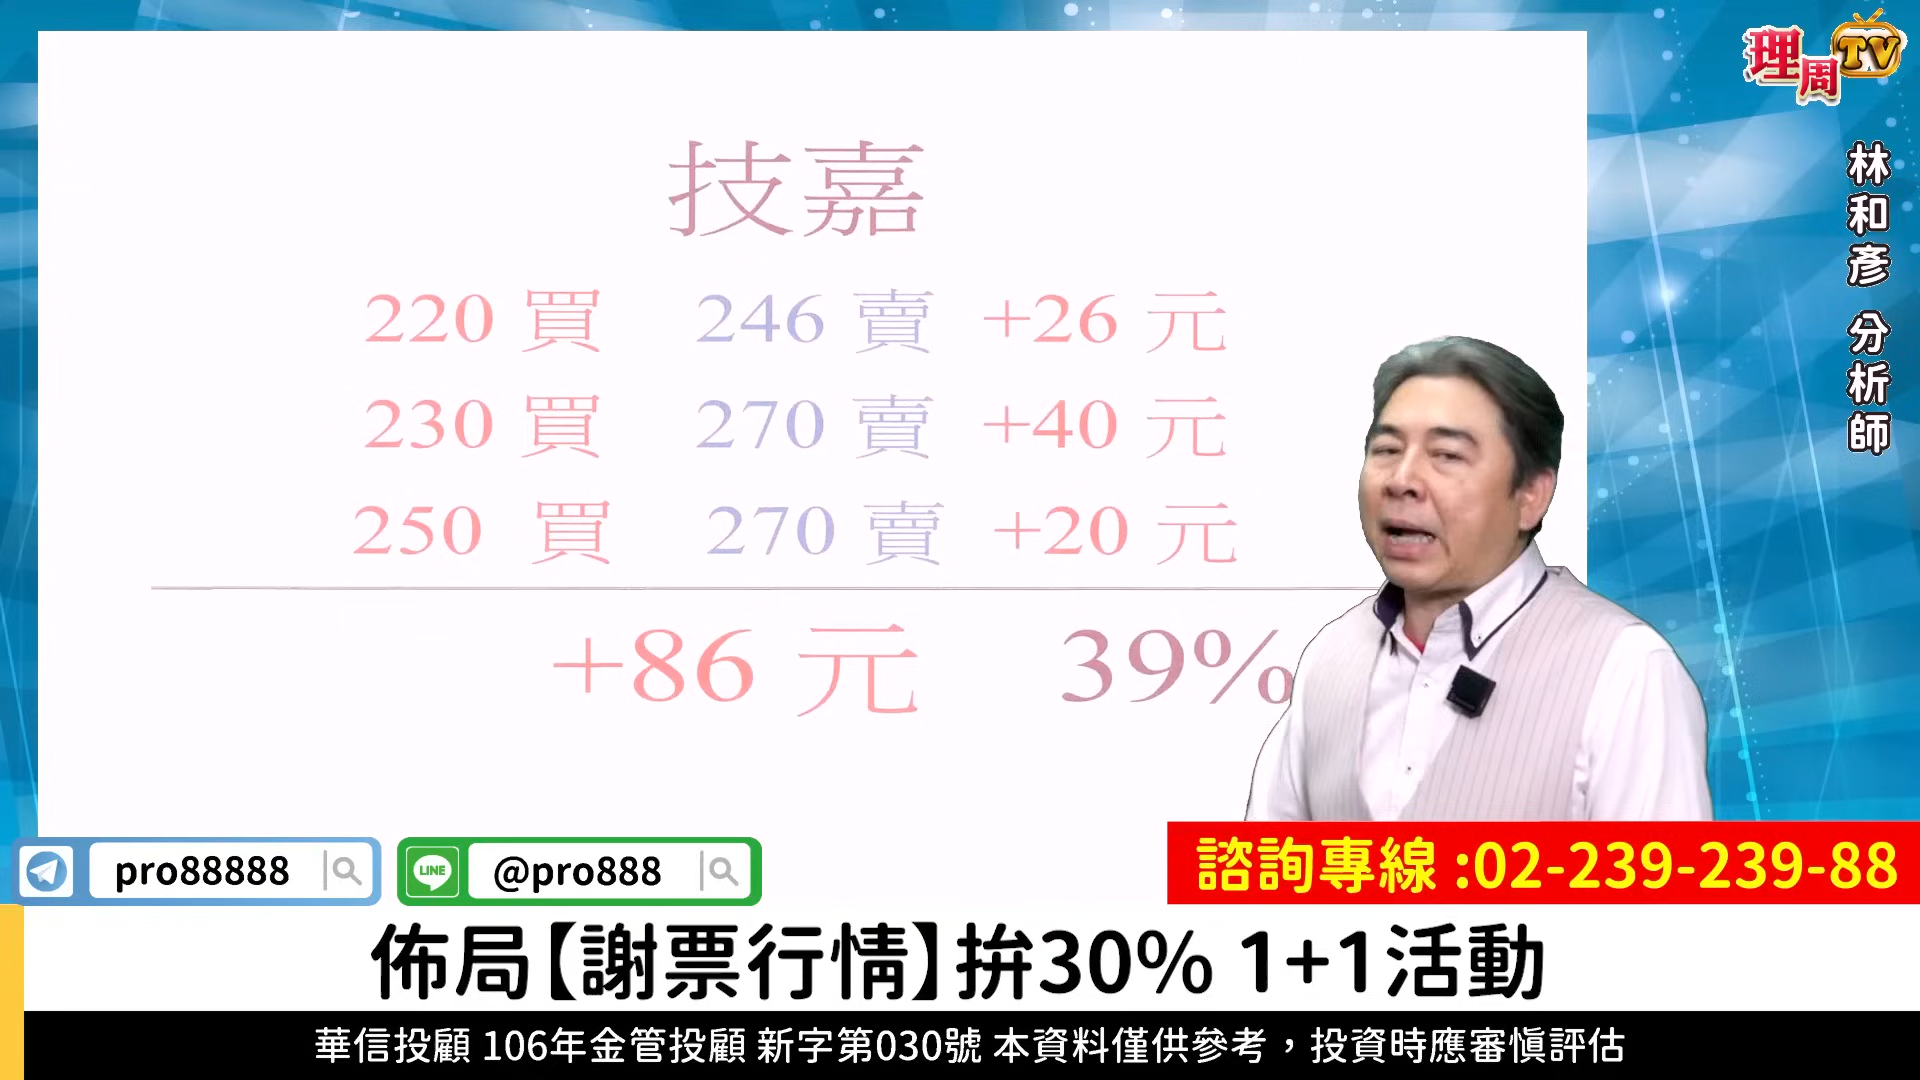 理周TV
林和彥 分析師
技嘉
220 買 246 賣 +26 元
230 買 270 賣 +40 元
250 買 270 賣 +20 元
+86 元 39%
pro88888
LINE @pro888
諮詢專線 :02-239-239-88
佈局【謝票行情】拚30% 1+1活動
華信投顧 106年金管投顧 新字第030號 本資料僅供參考，投資時應審慎評估